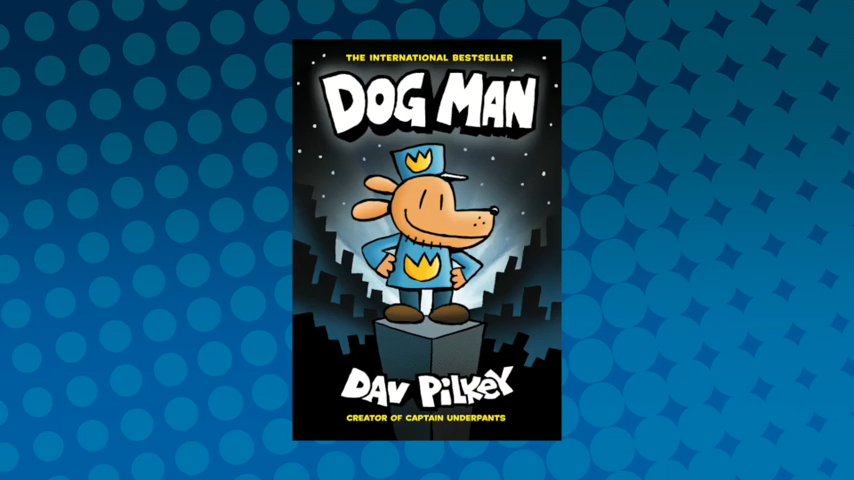 THE INTERNATIONAL BESTSELLER
DOG MAN
DAV PILKEY
CREATOR OF CAPTAIN UNDERPANTS